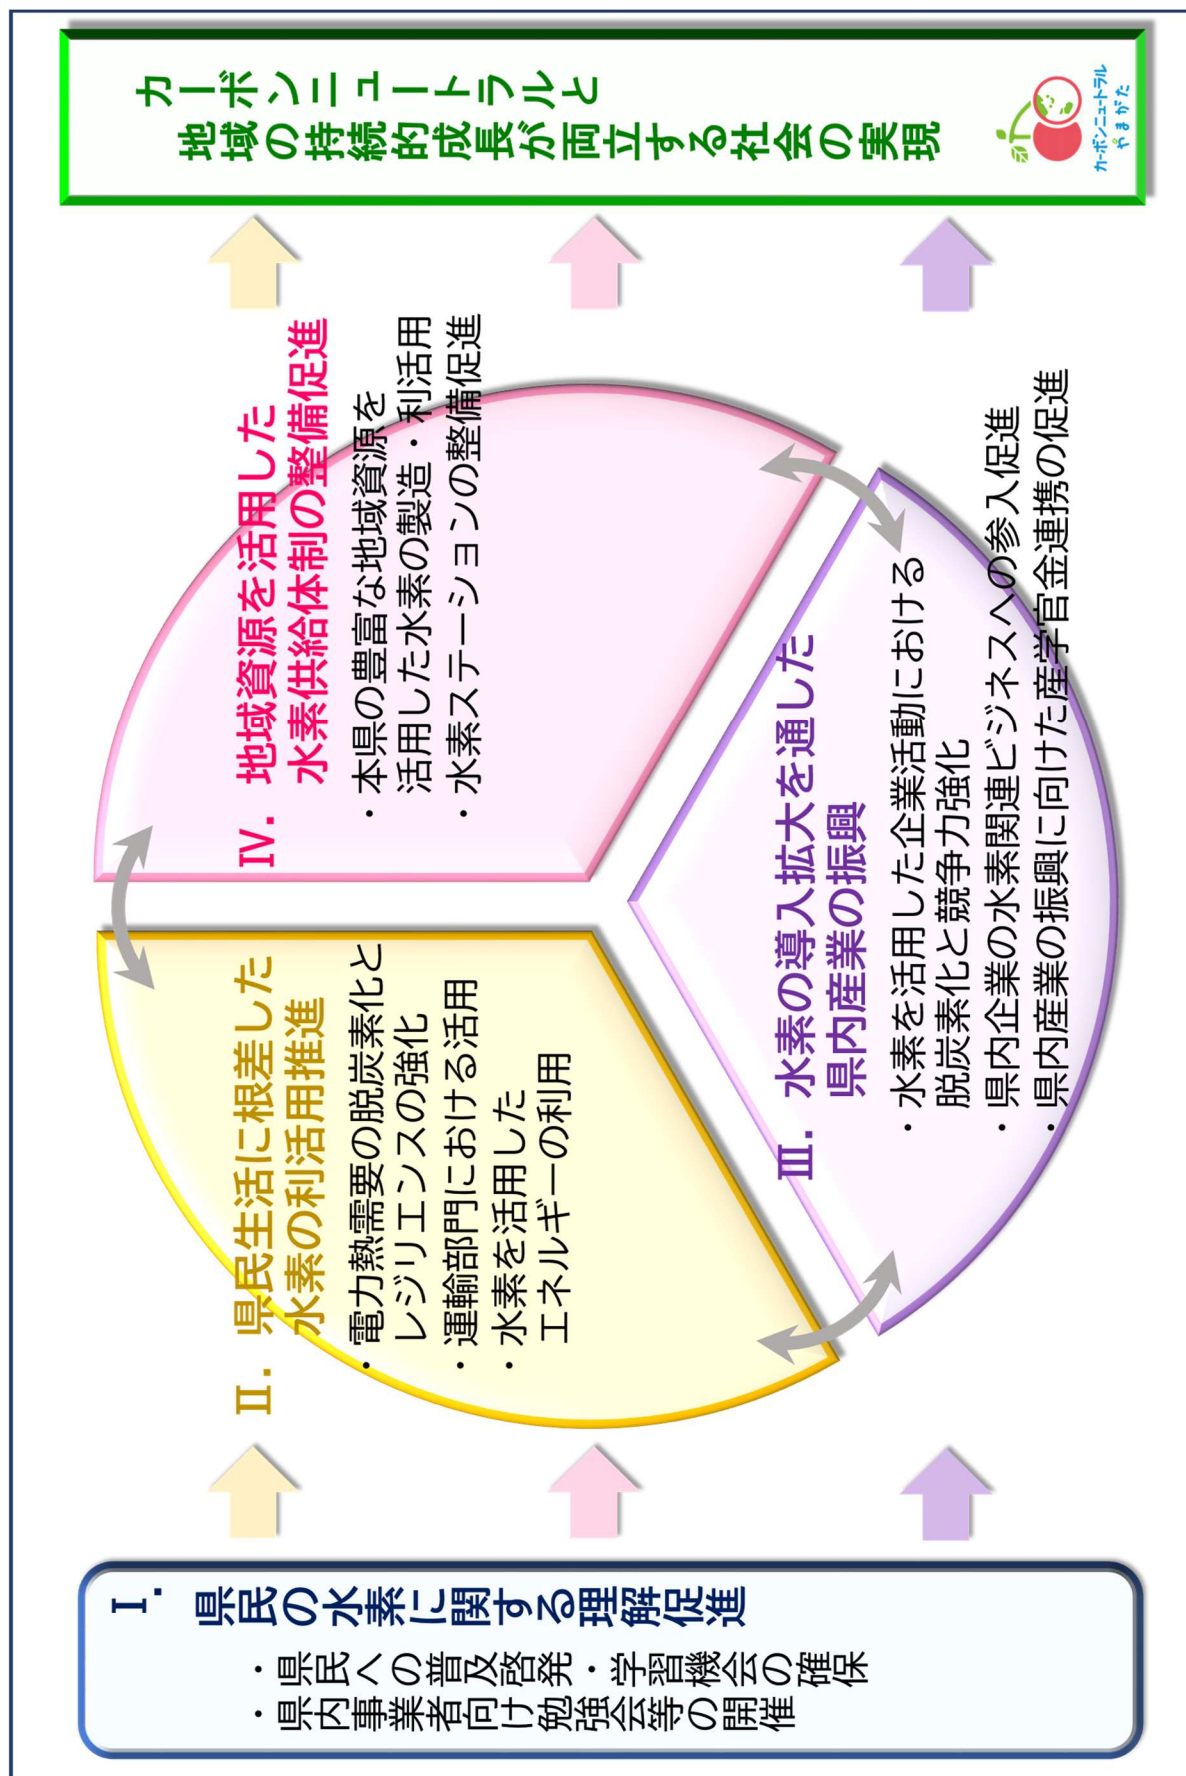 Ⅰ．県民の水素に関する理解促進
・県民への普及啓発・学習機会の確保
・県内事業者向け勉強会等の開催
Ⅱ．県民生活に根差した
水素の利活用推進
・電力熱需要の脱炭素化と
レジリエンスの強化
・運輸部門における活用
・水素を活用した
エネルギーの利用
Ⅳ．地域資源を活用した
水素供給体制の整備促進
・本県の豊富な地域資源を
活用した水素の製造・利活用
・水素ステーションの整備促進
Ⅲ．水素の導入拡大を通した
県内産業の振興
・水素を活用した企業活動における
脱炭素化と競争力強化
・県内企業の水素関連ビジネスへの参入促進
・県内産業の振興に向けた産学官金連携の促進
カーボンニュートラルと
地域の持続的成長が両立する社会の実現
カーボンニュートラル
やまがた